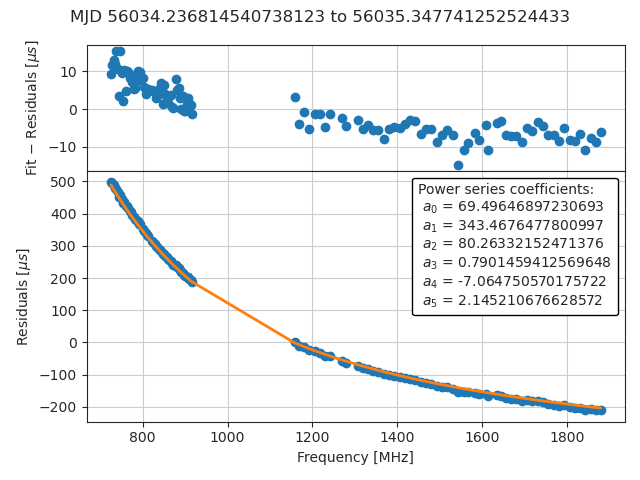 MJD 56034.236814540738123 to 56035.347741252524433
Fit − Residuals [μs]
10
0
−10
Residuals [μs]
500
400
300
200
100
0
−100
−200
Power series coefficients:
a0 = 69.49646897230693
a1 = 343.4676477800997
a2 = 80.26332152471376
a3 = 0.7901459412569648
a4 = -7.064750570175722
a5 = 2.145210676628572
800
1000
1200
1400
1600
1800
Frequency [MHz]